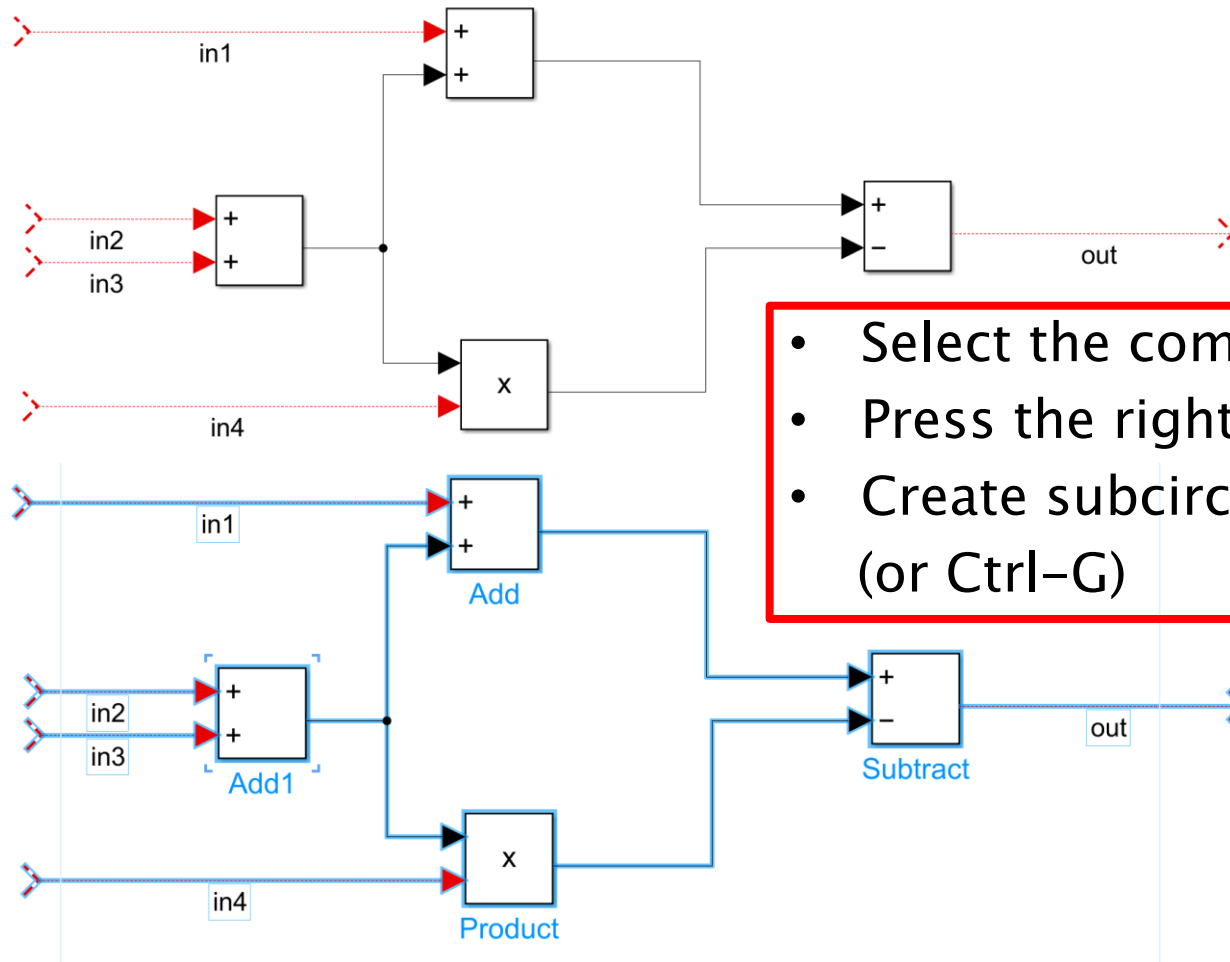 in1
+
+
in2
+
in3
+
+
−
out
x
in4
• Select the com
• Press the right
• Create subcirc
(or Ctrl–G)
in1
+
+
Add
in2
+
in3
+
Add1
+
−
out
Subtract
x
in4
Product